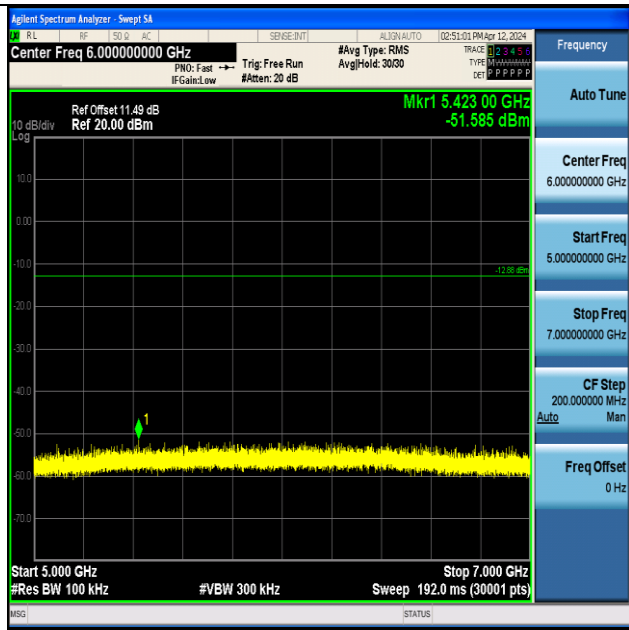 Agilent Spectrum Analyzer - Swept SA
RL RF 50 Ω AC SENSE:INT ALIGN AUTO 02:51:01 PM Apr 12, 2024
Center Freq 6.000000000 GHz
PNO: Fast
IFGain:Low
Trig: Free Run
#Atten: 20 dB
#Avg Type: RMS
Avg|Hold: 30/30
TRACE 1 2 3 4 5 6
TYPE M
DET P P P P P P
Mkr1 5.423 00 GHz
-51.585 dBm
Ref Offset 11.49 dB
10 dB/div Ref 20.00 dBm
Log
10.0
0.00
-10.0
-12.88 dBm
-20.0
-30.0
-40.0
1
-50.0
-60.0
-70.0
Start 5.000 GHz Stop 7.000 GHz
#Res BW 100 kHz #VBW 300 kHz Sweep 192.0 ms (30001 pts)
MSG STATUS
Frequency
Auto Tune
Center Freq
6.000000000 GHz
Start Freq
5.000000000 GHz
Stop Freq
7.000000000 GHz
CF Step
200.000000 MHz
Auto Man
Freq Offset
0 Hz